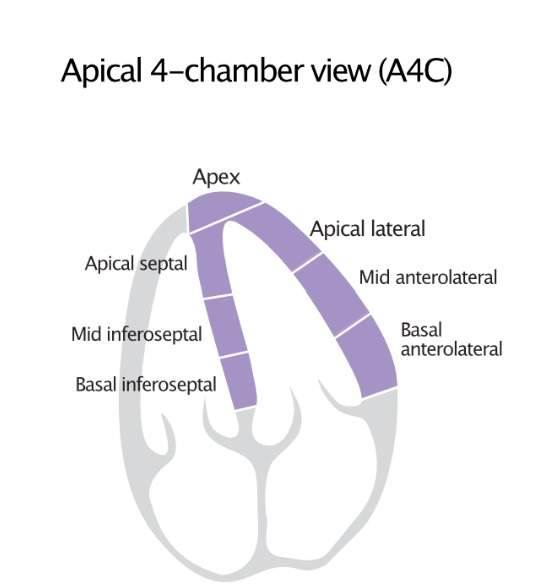 Apical 4–chamber view (A4C)
Apex
Apical lateral
Apical septal
Mid anterolateral
Mid inferoseptal
Basal
anterolateral
Basal inferoseptal